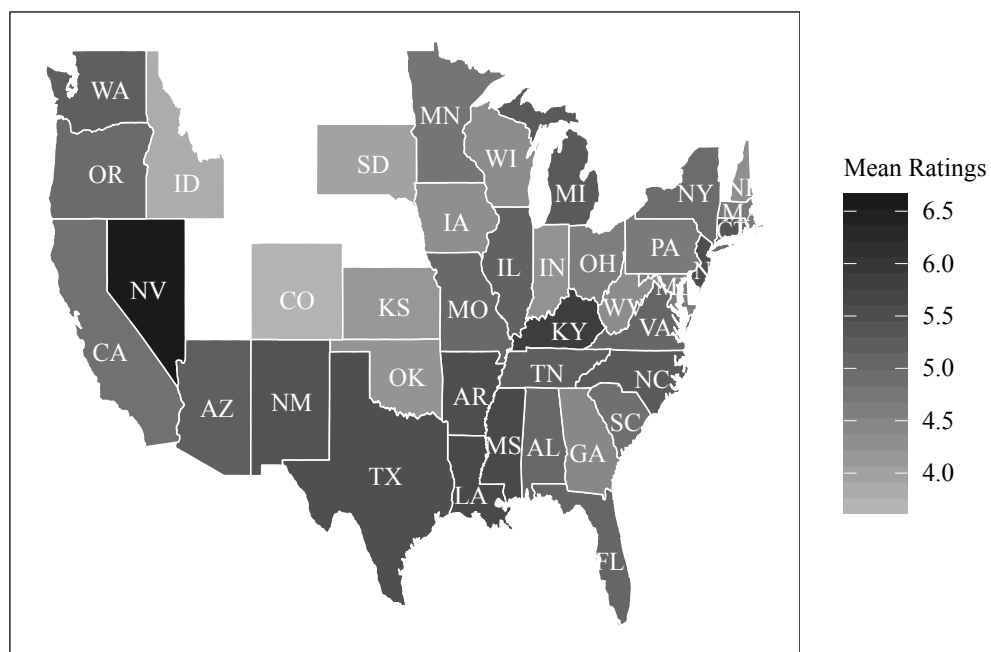 WA
MN
OR
ID
SD
WI
MI
NY
IA
PA
NV
IL
IN
OH
CO
KS
MO
WV
VA
CA
KY
OK
TN
NC
AZ
NM
AR
SC
MS
AL
GA
TX
LA
FL
CT
Mean Ratings
6.5
6.0
5.5
5.0
4.5
4.0